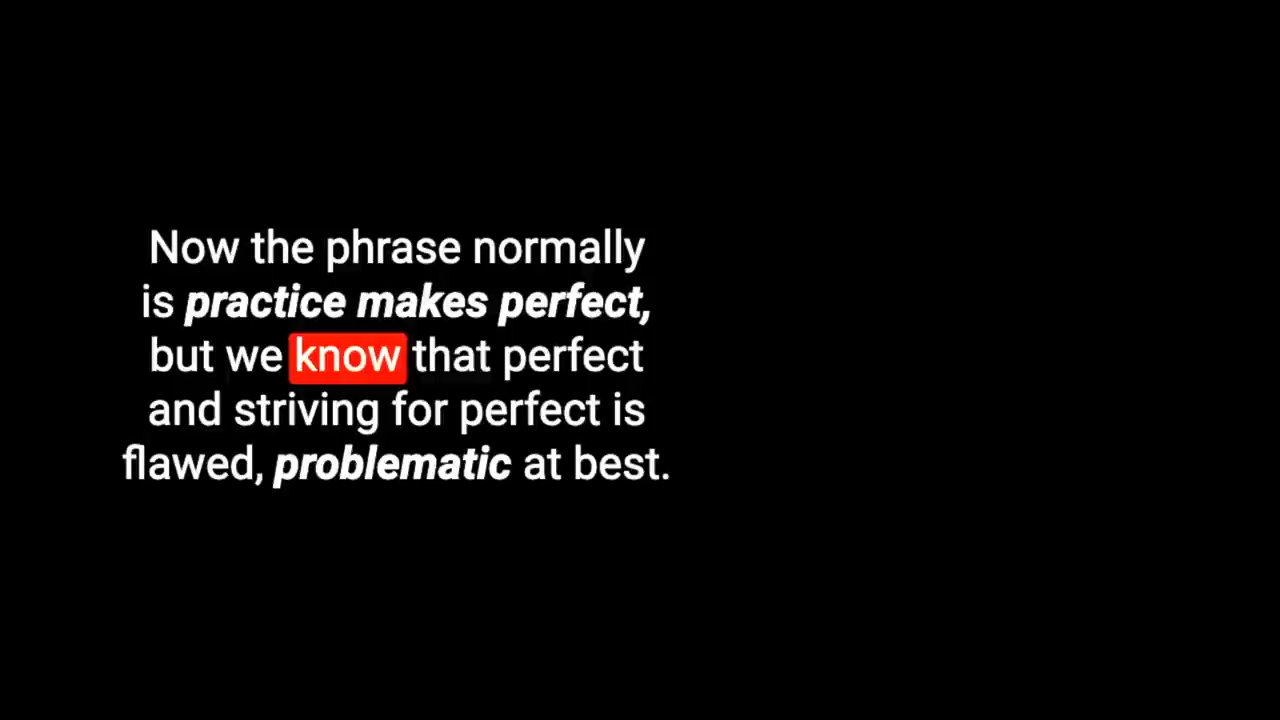 Now the phrase normally
is practice makes perfect,
but we know that perfect
and striving for perfect is
flawed, problematic at best.